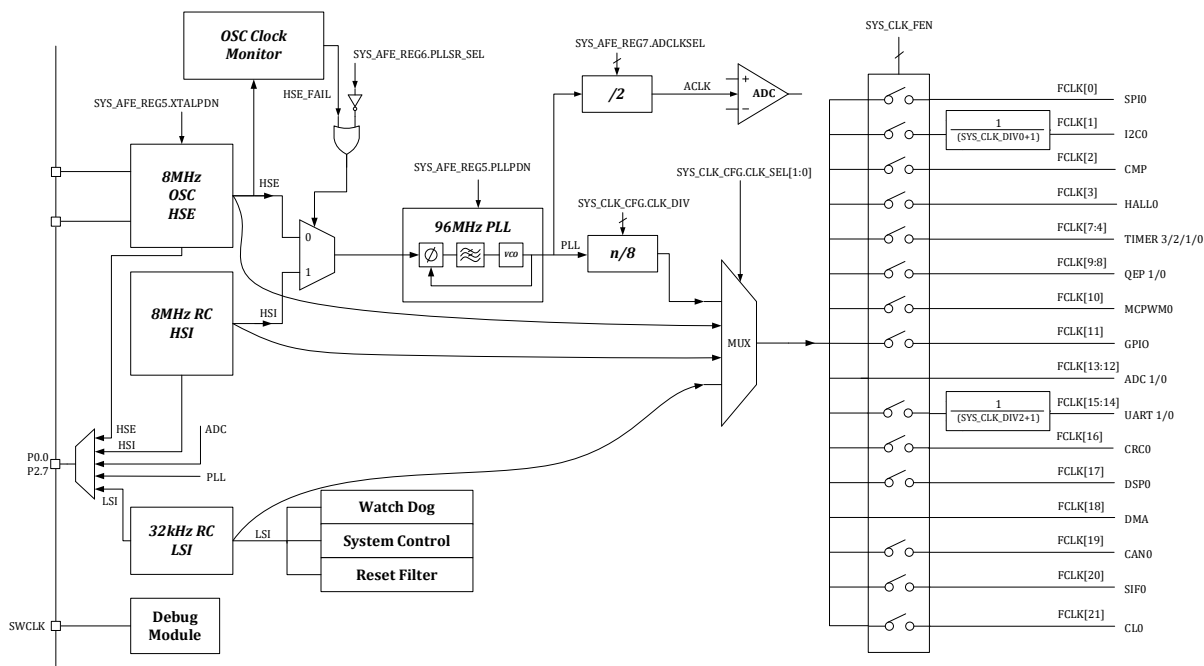 OSC Clock
Monitor
SYS_AFE_REG6.PLLSR_SEL
HSE_FAIL
SYS_AFE_REG5.XTALPDN
8MHz
OSC
HSE
HSE
0
1
8MHz RC
HSI
HSI
SYS_AFE_REG5.PLLPDN
96MHz PLL
VCO
PLL
SYS_AFE_REG7.ADCLKSEL
/2
ACLK
+
−
ADC
SYS_CLK_CFG.CLK_DIV
n/8
SYS_CLK_CFG.CLK_SEL[1:0]
MUX
HSE
HSI
ADC
PLL
LSI
P0.0
P2.7
32kHz RC
LSI
LSI
Watch Dog
System Control
Reset Filter
SWCLK
Debug
Module
SYS_CLK_FEN
FCLK[0]
SPI0
FCLK[1]
1
(SYS_CLK_DIV0+1)
I2C0
FCLK[2]
CMP
FCLK[3]
HALL0
FCLK[7:4]
TIMER 3/2/1/0
FCLK[9:8]
QEP 1/0
FCLK[10]
MCPWM0
FCLK[11]
GPIO
FCLK[13:12]
ADC 1/0
FCLK[15:14]
1
(SYS_CLK_DIV2+1)
UART 1/0
FCLK[16]
CRC0
FCLK[17]
DSP0
FCLK[18]
DMA
FCLK[19]
CAN0
FCLK[20]
SIF0
FCLK[21]
CL0